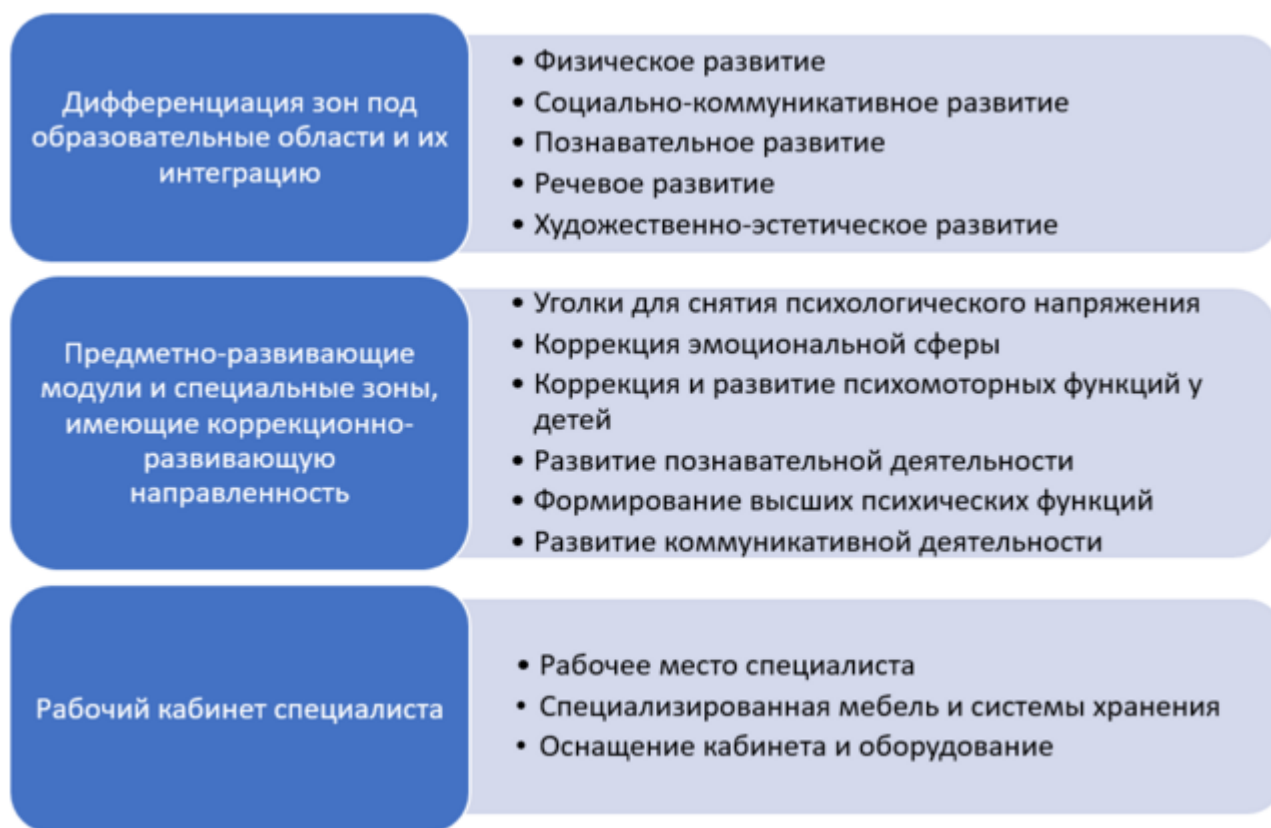 Дифференциация зон под
образовательные области и их
интеграцию
• Физическое развитие
• Социально-коммуникативное развитие
• Познавательное развитие
• Речевое развитие
• Художественно-эстетическое развитие
Предметно-развивающие
модули и специальные зоны,
имеющие коррекционно-
развивающую
направленность
• Уголки для снятия психологического напряжения
• Коррекция эмоциональной сферы
• Коррекция и развитие психомоторных функций у
детей
• Развитие познавательной деятельности
• Формирование высших психических функций
• Развитие коммуникативной деятельности
Рабочий кабинет специалиста
• Рабочее место специалиста
• Специализированная мебель и системы хранения
• Оснащение кабинета и оборудование